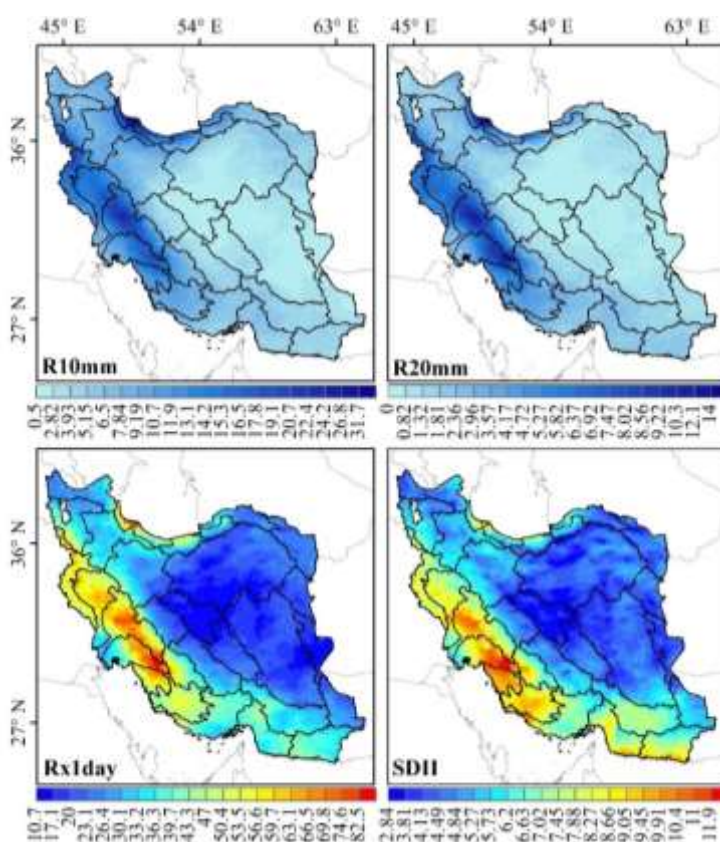 45° E 54° E 63° E 45° E 54° E 63° E
36° N
27° N
R10mm
R20mm
0.5 2.82 3.93 5.15 6.5 7.84 9.19 10.7 11.9 13.1 14.2 15.3 16.5 17.8 19.1 20.7 22.4 24.2 26.8 31.7
0 0.82 1.32 1.81 2.36 2.96 3.57 4.17 4.72 5.27 5.82 6.37 6.92 7.47 8.02 8.56 9.22 10.3 12.1 14
36° N
27° N
Rx1day
SDII
10.7 17.1 20 23.1 26.4 30.1 33.2 36.3 39.7 43.3 47 50.4 53.5 56.6 59.7 63.1 66.5 69.8 74.6 82.5
2.84 3.81 4.13 4.49 4.84 5.27 5.73 6.2 6.63 7.02 7.45 7.88 8.27 8.66 9.05 9.45 9.91 10.4 11 11.9